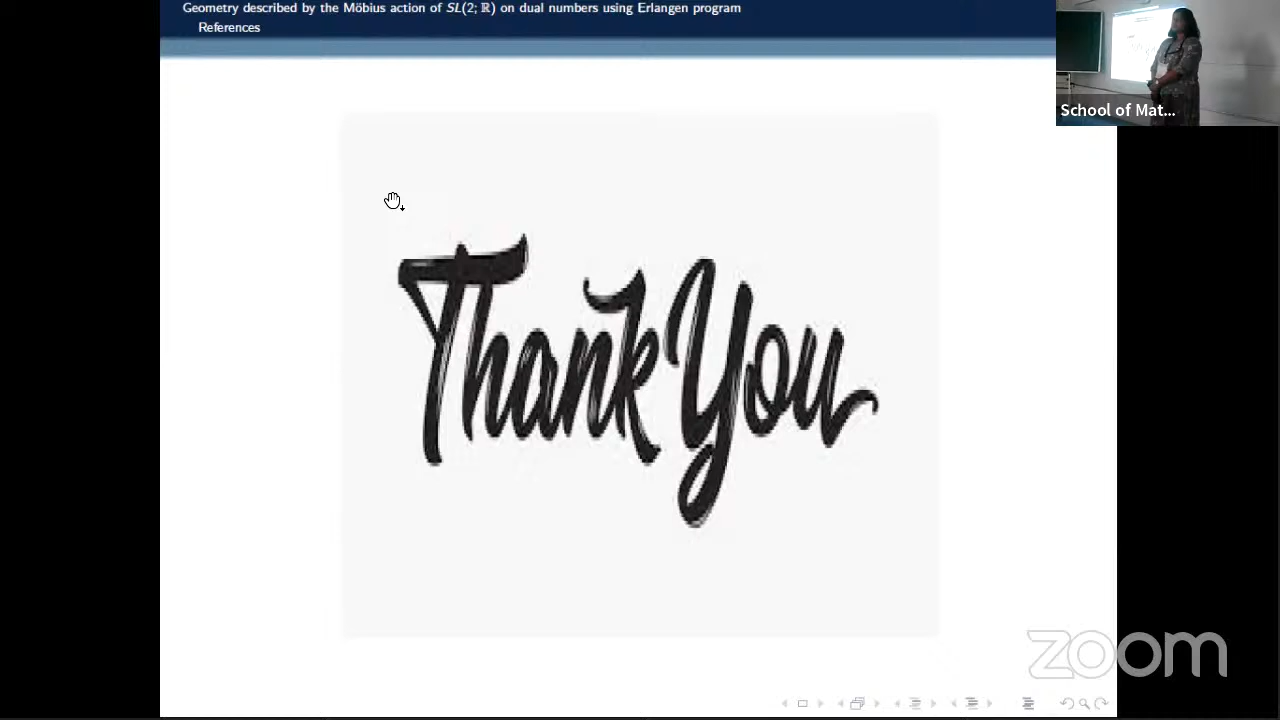 Geometry described by the Möbius action of SL(2; ℝ) on dual numbers using Erlangen program
References
School of Mat...
Thank You
zoom